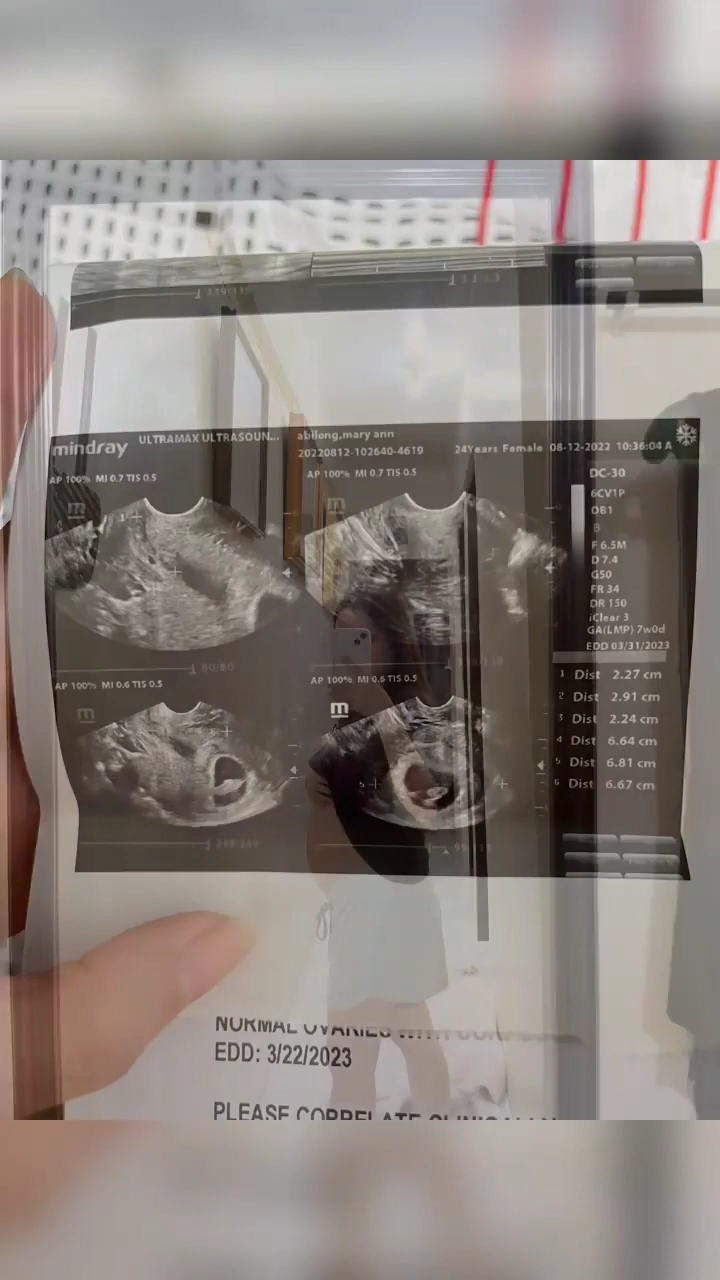 mindray ULTRAMAX ULTRASOUN... abilong,mary ann
20220812-102640-4619 24Years Female 08-12-2022 10:36:04 A
AP 100% MI 0.7 TIS 0.5
AP 100% MI 0.7 TIS 0.5
DC-30
6CV1P
OB1
B
F 6.5M
D 7.4
G50
FR 34
DR 150
iClear 3
GA(LMP) 7w0d
EDD 03/31/2023
AP 100% MI 0.6 TIS 0.5
AP 100% MI 0.6 TIS 0.5
1 Dist 2.27 cm
2 Dist 2.91 cm
3 Dist 2.24 cm
4 Dist 6.64 cm
5 Dist 6.81 cm
6 Dist 6.67 cm
NORMAL OVARIES WITH
EDD: 3/22/2023
PLEASE CORRELATE